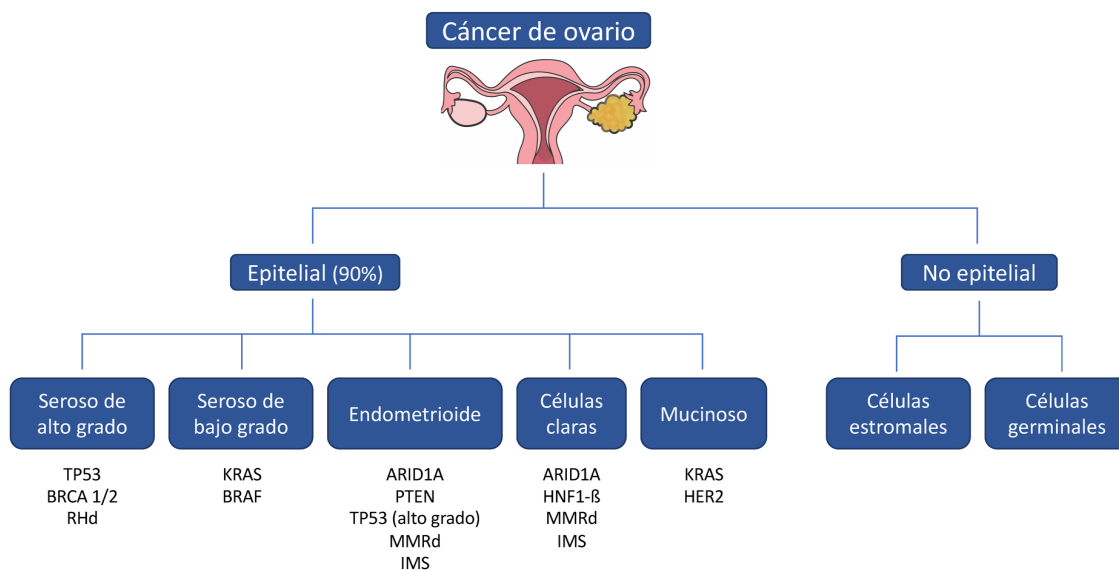 Cáncer de ovario
Epitelial (90%)
No epitelial
Seroso de
alto grado
Seroso de
bajo grado
Endometrioide
Células
claras
Mucinoso
Células
estromales
Células
germinales
TP53
BRCA 1/2
RHd
KRAS
BRAF
ARID1A
PTEN
TP53 (alto grado)
MMRd
IMS
ARID1A
HNF1-ß
MMRd
IMS
KRAS
HER2